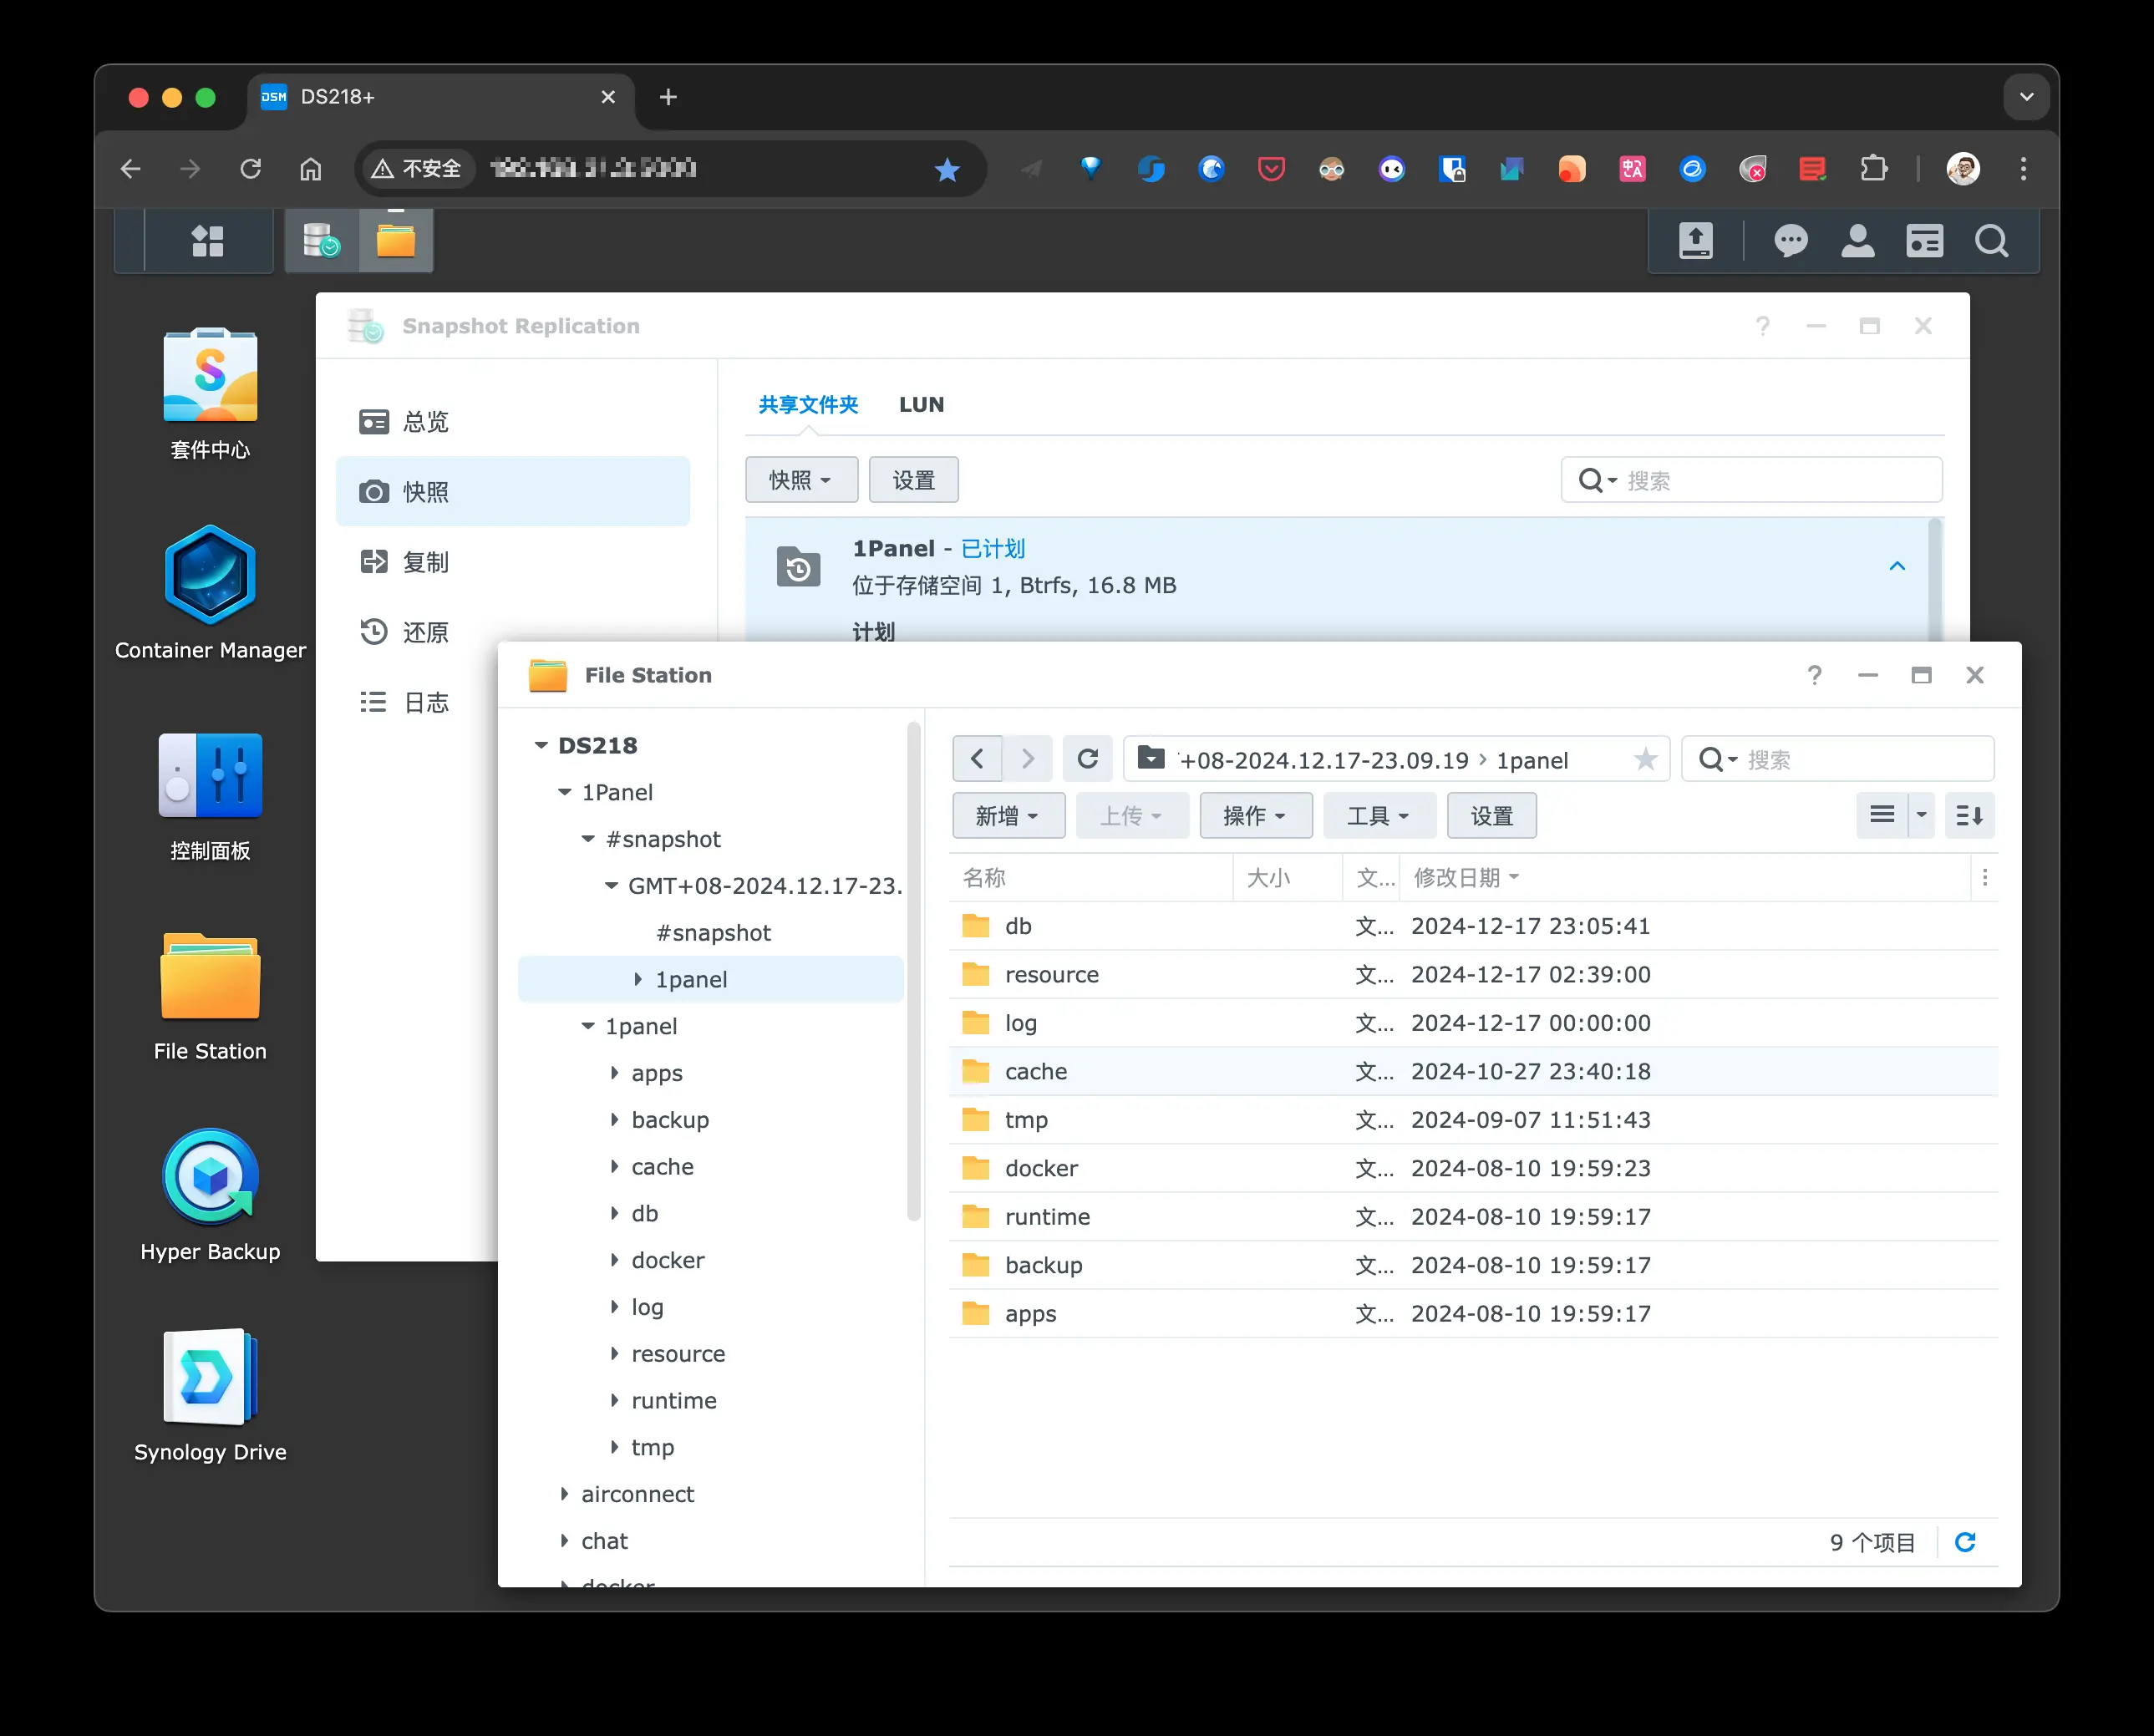 DSM DS218+
不安全
套件中心
Container Manager
控制面板
File Station
Hyper Backup
Synology Drive
Snapshot Replication
总览
快照
复制
还原
日志
共享文件夹 LUN
快照 设置 搜索
1Panel - 已计划
位于存储空间 1, Btrfs, 16.8 MB
计划
File Station
DS218
1Panel
#snapshot
GMT+08-2024.12.17-23.
#snapshot
1panel
1panel
apps
backup
cache
db
docker
log
resource
runtime
tmp
airconnect
chat
docker
+08-2024.12.17-23.09.19 › 1panel 搜索
新增 上传 操作 工具 设置
名称 大小 文... 修改日期
db 文... 2024-12-17 23:05:41
resource 文... 2024-12-17 02:39:00
log 文... 2024-12-17 00:00:00
cache 文... 2024-10-27 23:40:18
tmp 文... 2024-09-07 11:51:43
docker 文... 2024-08-10 19:59:23
runtime 文... 2024-08-10 19:59:17
backup 文... 2024-08-10 19:59:17
apps 文... 2024-08-10 19:59:17
9 个项目